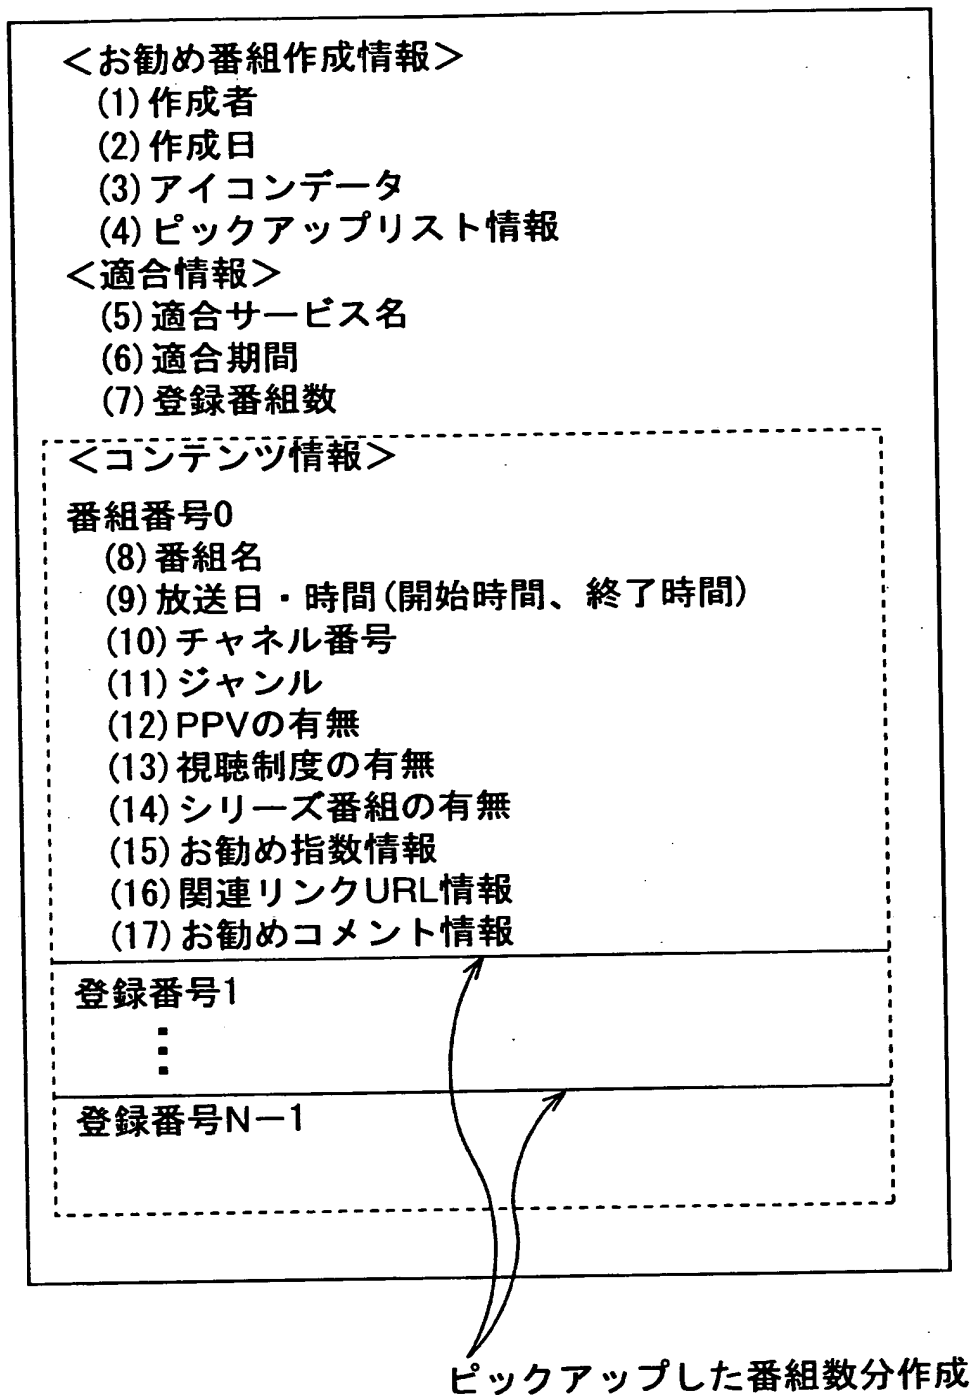 ＜お勧め番組作成情報＞
(1)作成者
(2)作成日
(3)アイコンデータ
(4)ピックアップリスト情報
＜適合情報＞
(5)適合サービス名
(6)適合期間
(7)登録番組数
＜コンテンツ情報＞
番組番号0
(8)番組名
(9)放送日・時間(開始時間、終了時間)
(10)チャネル番号
(11)ジャンル
(12)PPVの有無
(13)視聴制度の有無
(14)シリーズ番組の有無
(15)お勧め指数情報
(16)関連リンクURL情報
(17)お勧めコメント情報
登録番号1
登録番号N－1
ピックアップした番組数分作成